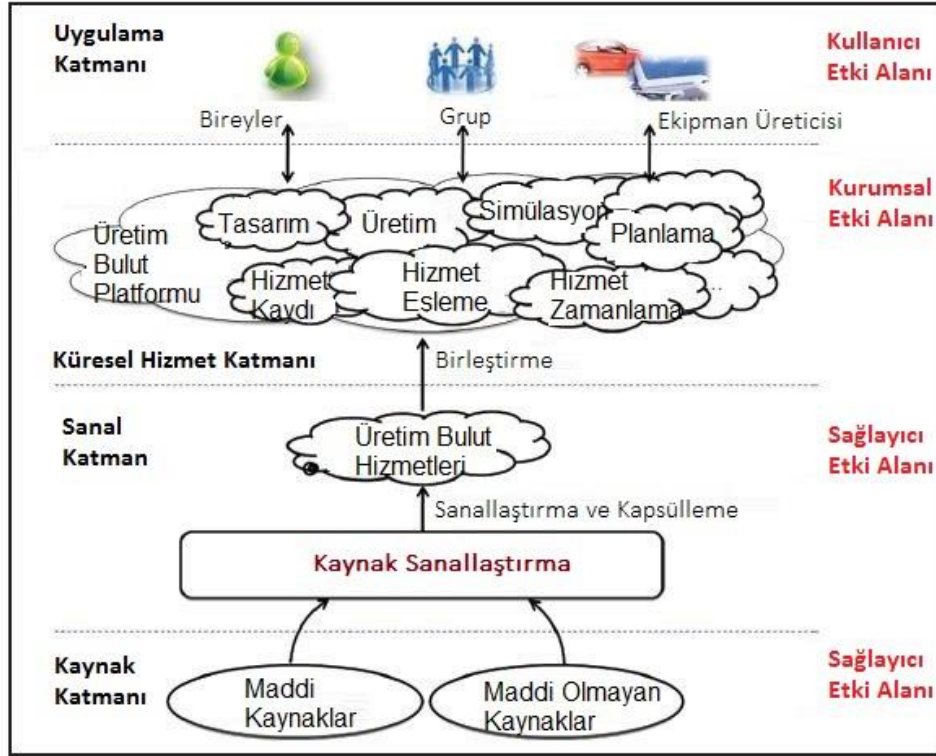 Uygulama
Katmanı
Kullanıcı
Etki Alanı
Bireyler
Grup
Ekipman Üreticisi
Kurumsal
Etki Alanı
Üretim
Bulut
Platformu
Tasarım
Üretim
Simülasyon
Planlama
Hizmet
Kaydı
Hizmet
Eşleme
Hizmet
Zamanlama
..
Küresel Hizmet Katmanı
Birleştirme
Sanal
Katman
Üretim Bulut
Hizmetleri
Sağlayıcı
Etki Alanı
Sanallaştırma ve Kapsülleme
Kaynak Sanallaştırma
Kaynak
Katmanı
Maddi
Kaynaklar
Maddi Olmayan
Kaynaklar
Sağlayıcı
Etki Alanı